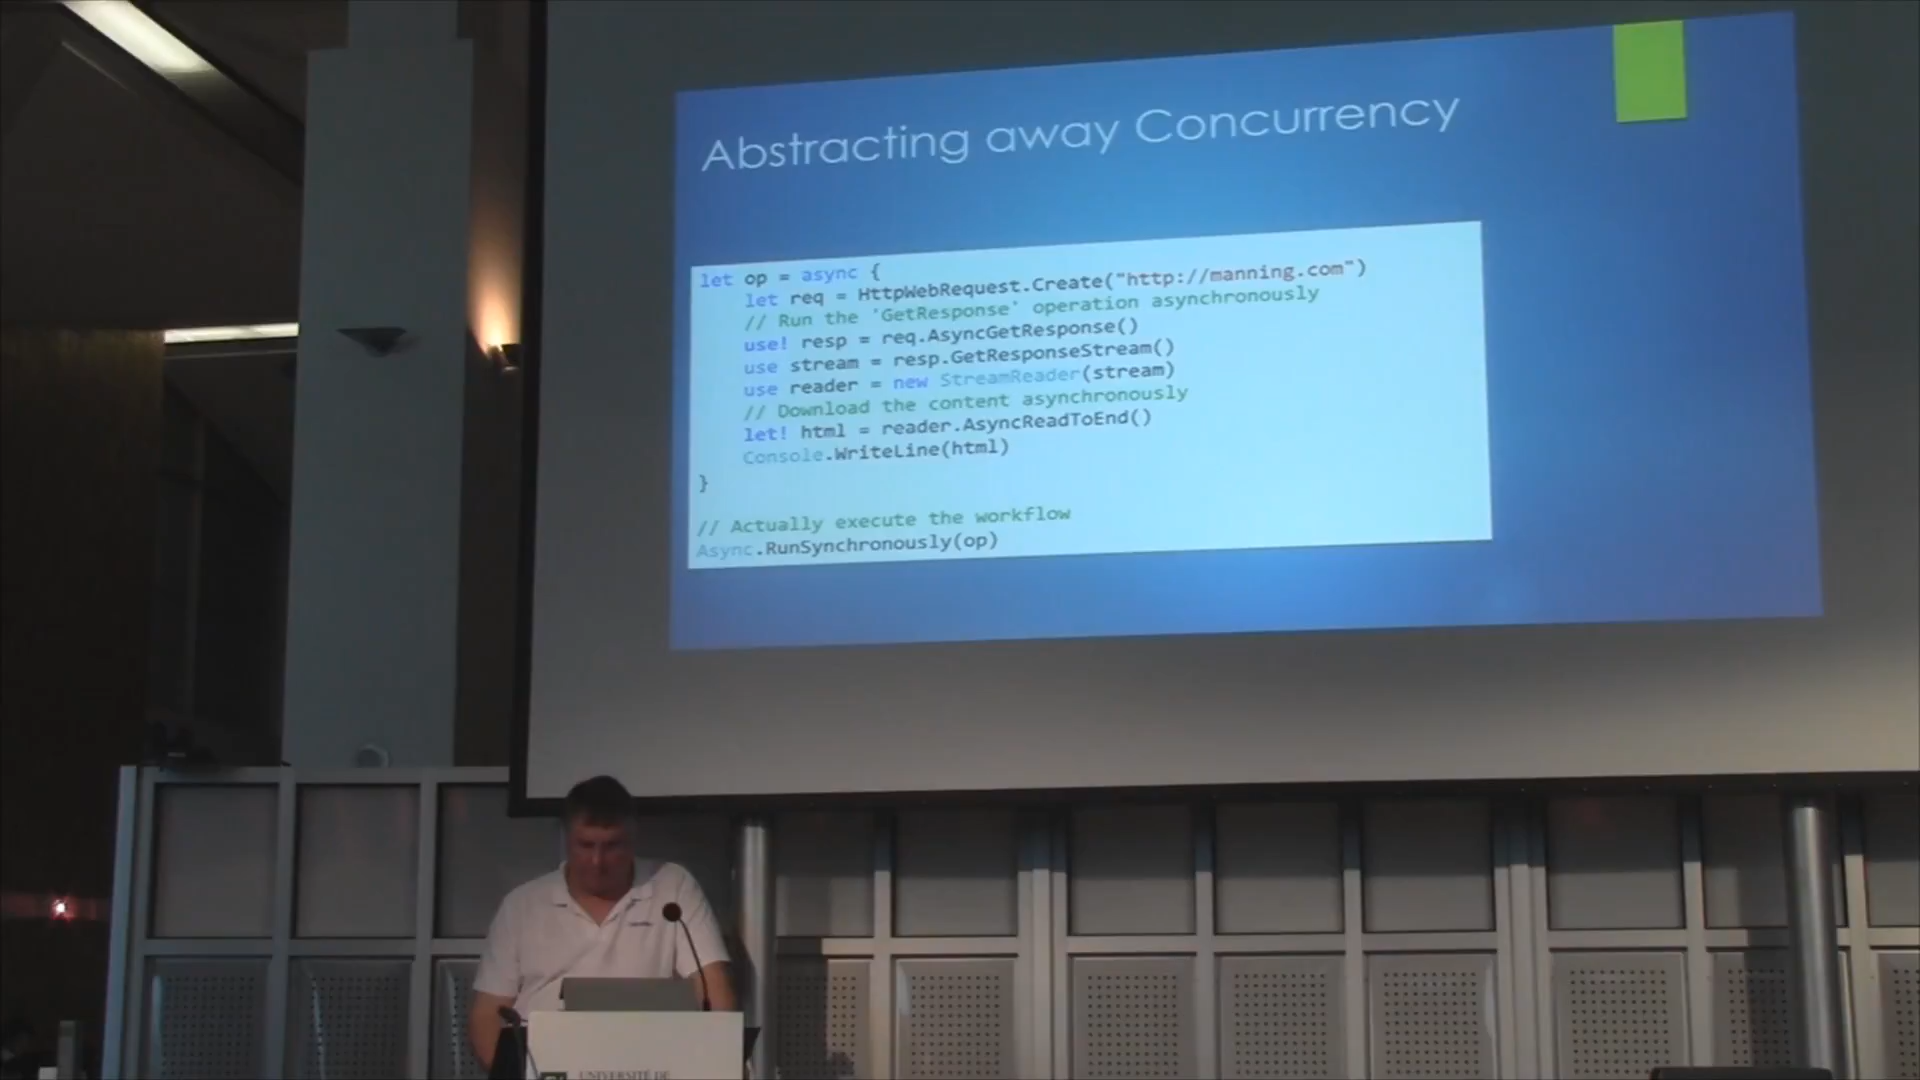 Abstracting away Concurrency
let op = async {
let req = HttpWebRequest.Create("http://manning.com")
// Run the 'GetResponse' operation asynchronously
use! resp = req.AsyncGetResponse()
use stream = resp.GetResponseStream()
use reader = new StreamReader(stream)
// Download the content asynchronously
let! html = reader.AsyncReadToEnd()
Console.WriteLine(html)
}
// Actually execute the workflow
Async.RunSynchronously(op)
UNIVERSITÉ DE